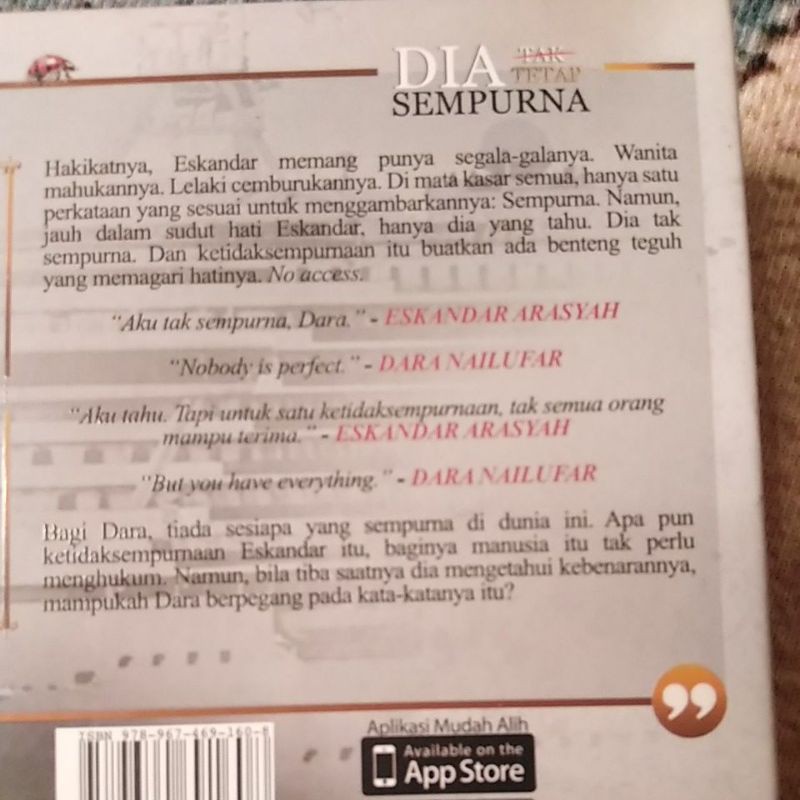 DIA TAK TETAP
SEMPURNA
Hakikatnya, Eskandar memang punya segala-galanya. Wanita
mahukannya. Lelaki cemburukannya. Di mata kasar semua, hanya satu
perkataan yang sesuai untuk menggambarkannya: Sempurna. Namun,
jauh dalam sudut hati Eskandar, hanya dia yang tahu. Dia tak
sempurna. Dan ketidaksempurnaan itu buatkan ada benteng teguh
yang memagari hatinya. No access.
"Aku tak sempurna, Dara." - ESKANDAR ARASYAH
"Nobody is perfect." - DARA NAILUFAR
"Aku tahu. Tapi untuk satu ketidaksempurnaan, tak semua orang
mampu terima." - ESKANDAR ARASYAH
"But you have everything." - DARA NAILUFAR
Bagi Dara, tiada sesiapa yang sempurna di dunia ini. Apa pun
ketidaksempurnaan Eskandar itu, baginya manusia itu tak perlu
menghukum. Namun, bila tiba saatnya dia mengetahui kebenarannya,
mampukah Dara berpegang pada kata-katanya itu?
ISBN 978-967-469-160-8
Aplikasi Mudah Alih
Available on the
App Store